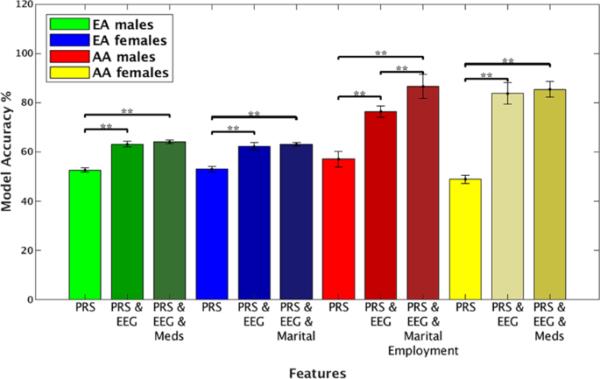 120
100
80
60
40
20
0
Model Accuracy %
EA males
EA females
AA males
AA females
**
**
**
**
**
**
**
**
**
PRS
PRS & EEG
PRS & EEG & Meds
PRS
PRS & EEG
PRS & EEG & Marital
PRS
PRS & EEG
PRS & EEG & Marital Employment
PRS
PRS & EEG
PRS & EEG & Meds
Features